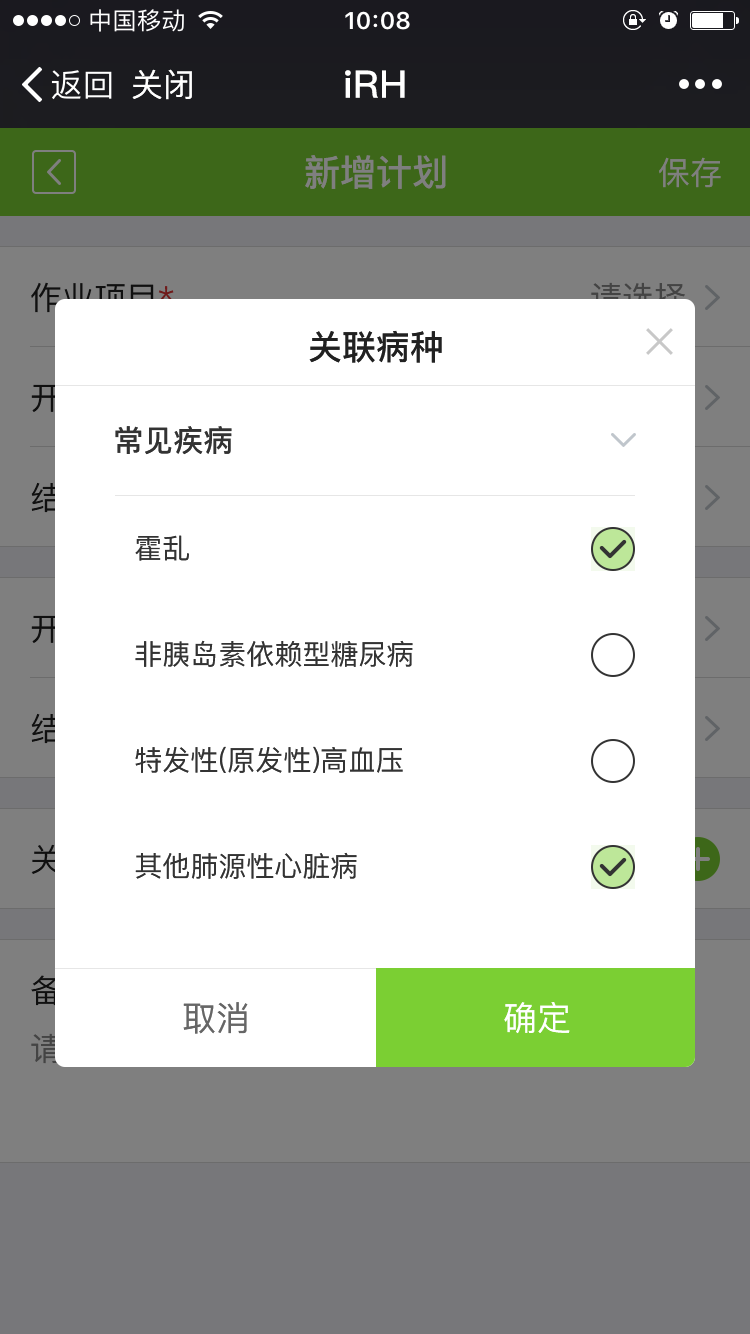 中国移动 10:08
返回 关闭 iRH
新增计划 保存
作业项目* 请选择
关联病种
开
常见疾病
结
霍乱
开
非胰岛素依赖型糖尿病
结
特发性(原发性)高血压
关
其他肺源性心脏病
备
取消 确定
请